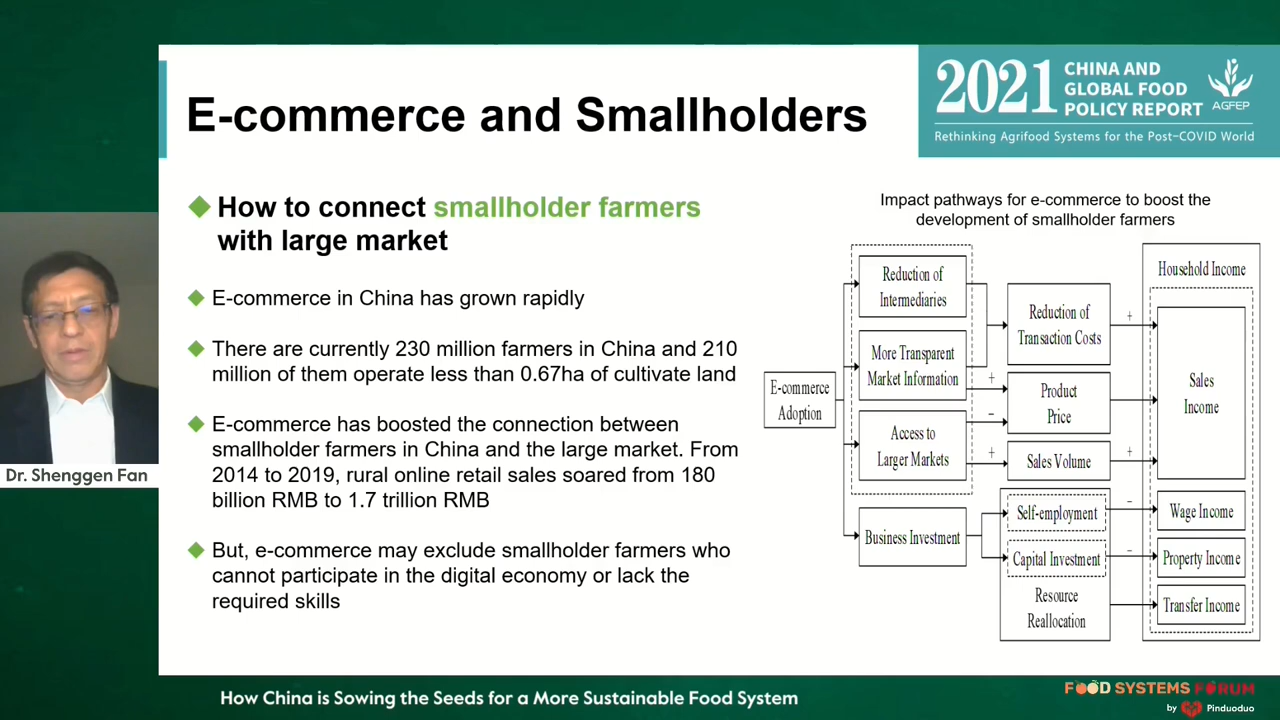 2021 CHINA AND
GLOBAL FOOD
POLICY REPORT
AGFEP
Rethinking Agrifood Systems for the Post-COVID World
E-commerce and Smallholders
How to connect smallholder farmers
with large market
E-commerce in China has grown rapidly
There are currently 230 million farmers in China and 210
million of them operate less than 0.67ha of cultivate land
E-commerce has boosted the connection between
smallholder farmers in China and the large market. From
2014 to 2019, rural online retail sales soared from 180
billion RMB to 1.7 trillion RMB
But, e-commerce may exclude smallholder farmers who
cannot participate in the digital economy or lack the
required skills
Impact pathways for e-commerce to boost the
development of smallholder farmers
E-commerce
Adoption
Reduction of
Intermediaries
More Transparent
Market Information
+
−
Access to
Larger Markets
+
Business Investment
Reduction of
Transaction Costs
+
Product
Price
Sales Volume
+
Self-employment
−
Capital Investment
−
Resource
Reallocation
Household Income
Sales
Income
Wage Income
Property Income
Transfer Income
Dr. Shenggen Fan
How China is Sowing the Seeds for a More Sustainable Food System
FOOD SYSTEMS FORUM
by Pinduoduo